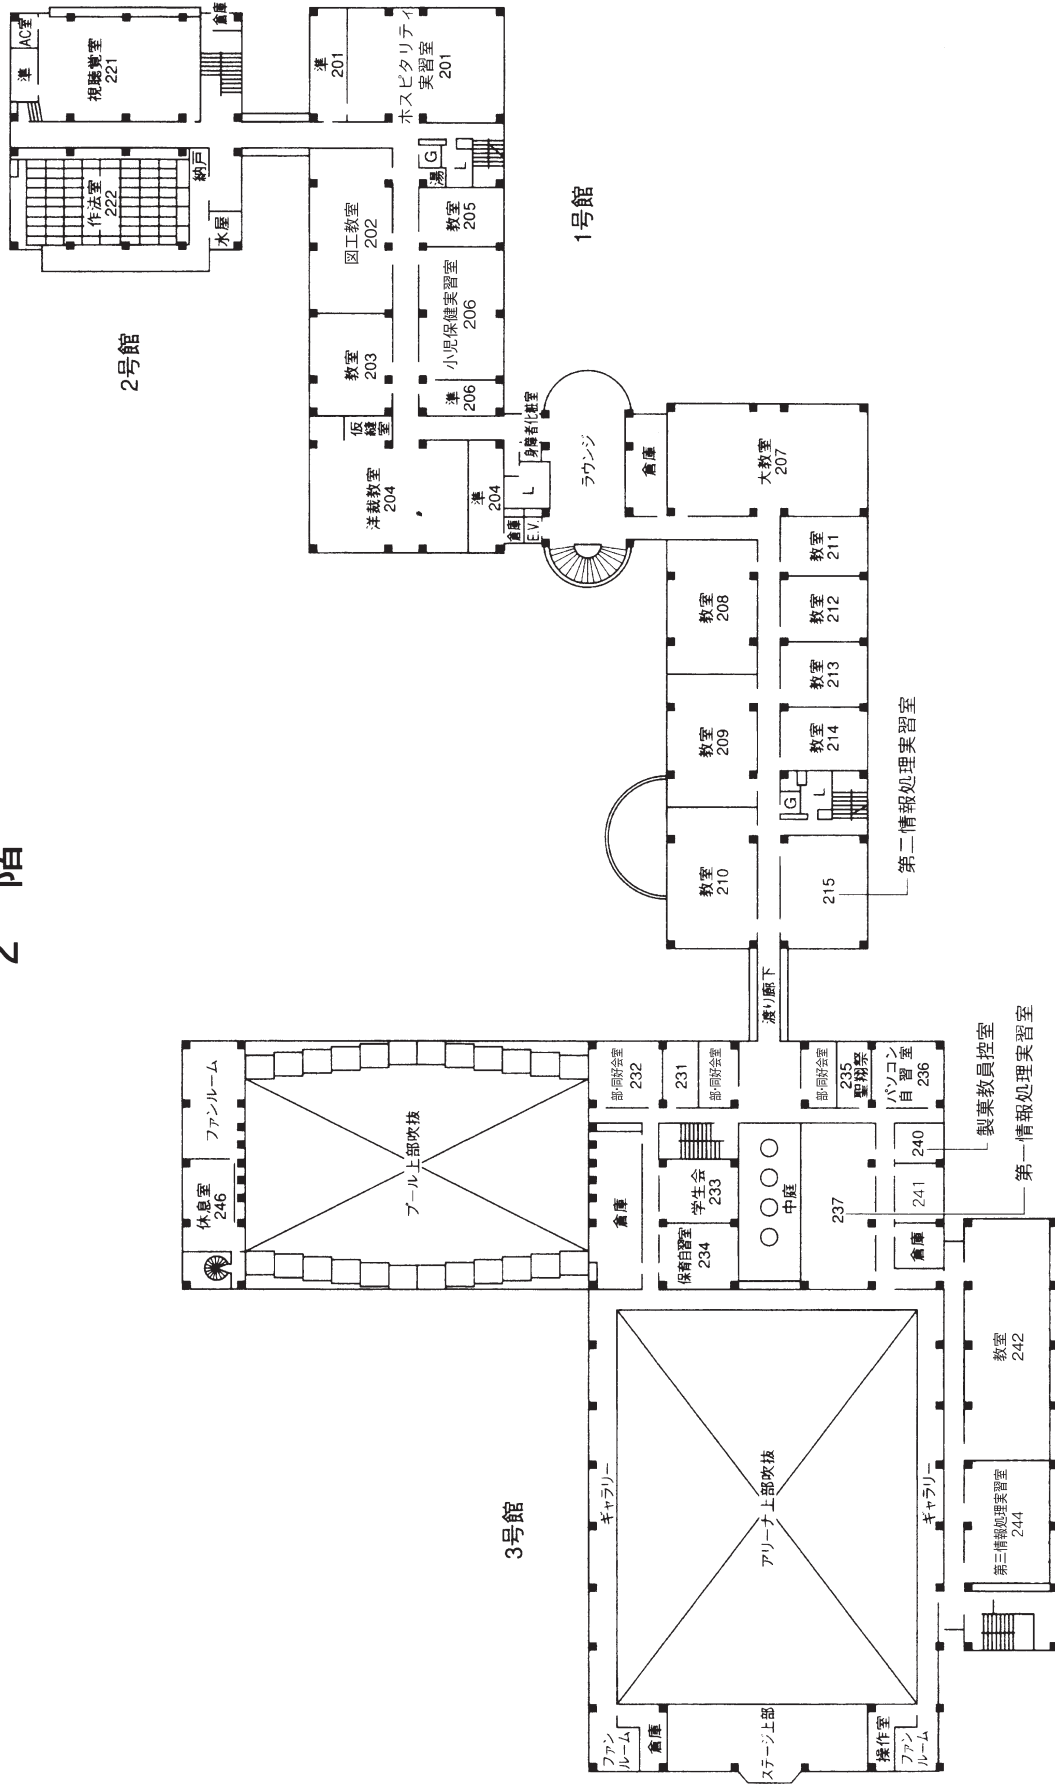 2 階
2号館
AC室
準
視聴覚室
221
倉庫
作法室
222
納戸
水屋
1号館
準
201
ホスピタリティ
実習室
201
G
湯
L
図工教室
202
教室
205
教室
203
小児保健実習室
206
準
206
仮
縫
室
洋裁教室
204
準
204
身障者化粧室
L
倉庫
E.V.
ラウンジ
倉庫
大教室
207
教室
208
教室
209
教室
210
教室
211
教室
212
教室
213
教室
214
G
L
215
第二情報処理実習室
渡り廊下
3号館
ファンルーム
休息室
246
プール上部吹抜
部・同好会室
232
231
部・同好会室
部・同好会室
235
聖翔祭
パソコン
自習室
236
倉庫
学生会
233
保育自習室
234
中庭
237
第一情報処理実習室
240
製菓教員控室
241
倉庫
ギャラリー
アリーナ上部吹抜
ギャラリー
教室
242
第三情報処理実習室
244
ファン
ルーム
倉庫
ステージ上部
操作室
ファン
ルーム